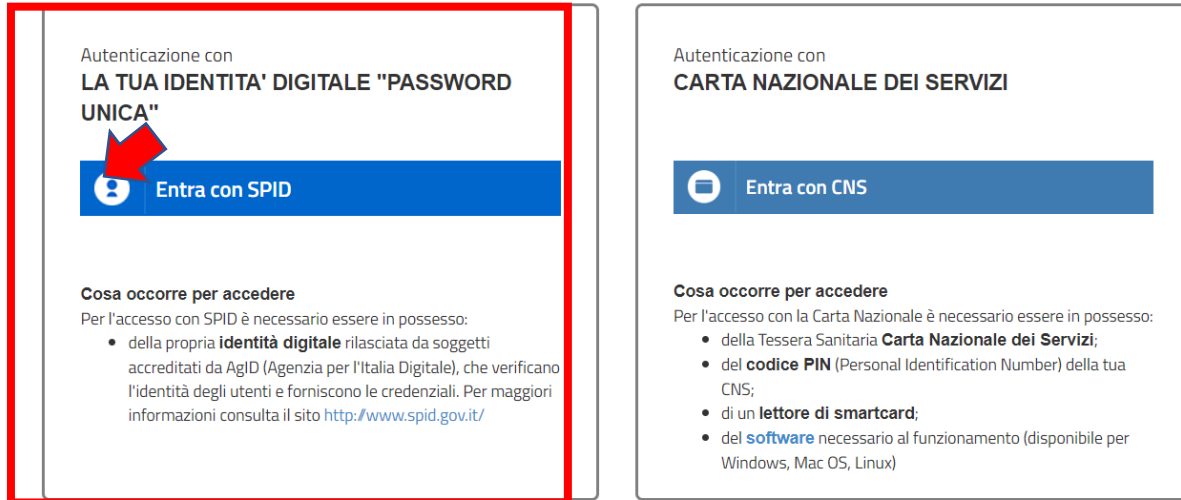 Autenticazione con
LA TUA IDENTITA' DIGITALE "PASSWORD
UNICA"
Entra con SPID
Cosa occorre per accedere
Per l'accesso con SPID è necessario essere in possesso:
• della propria identità digitale rilasciata da soggetti
accreditati da AgID (Agenzia per l'Italia Digitale), che verificano
l'identità degli utenti e forniscono le credenziali. Per maggiori
informazioni consulta il sito http://www.spid.gov.it/
Autenticazione con
CARTA NAZIONALE DEI SERVIZI
Entra con CNS
Cosa occorre per accedere
Per l'accesso con la Carta Nazionale è necessario essere in possesso:
• della Tessera Sanitaria Carta Nazionale dei Servizi;
• del codice PIN (Personal Identification Number) della tua
CNS;
• di un lettore di smartcard;
• del software necessario al funzionamento (disponibile per
Windows, Mac OS, Linux)